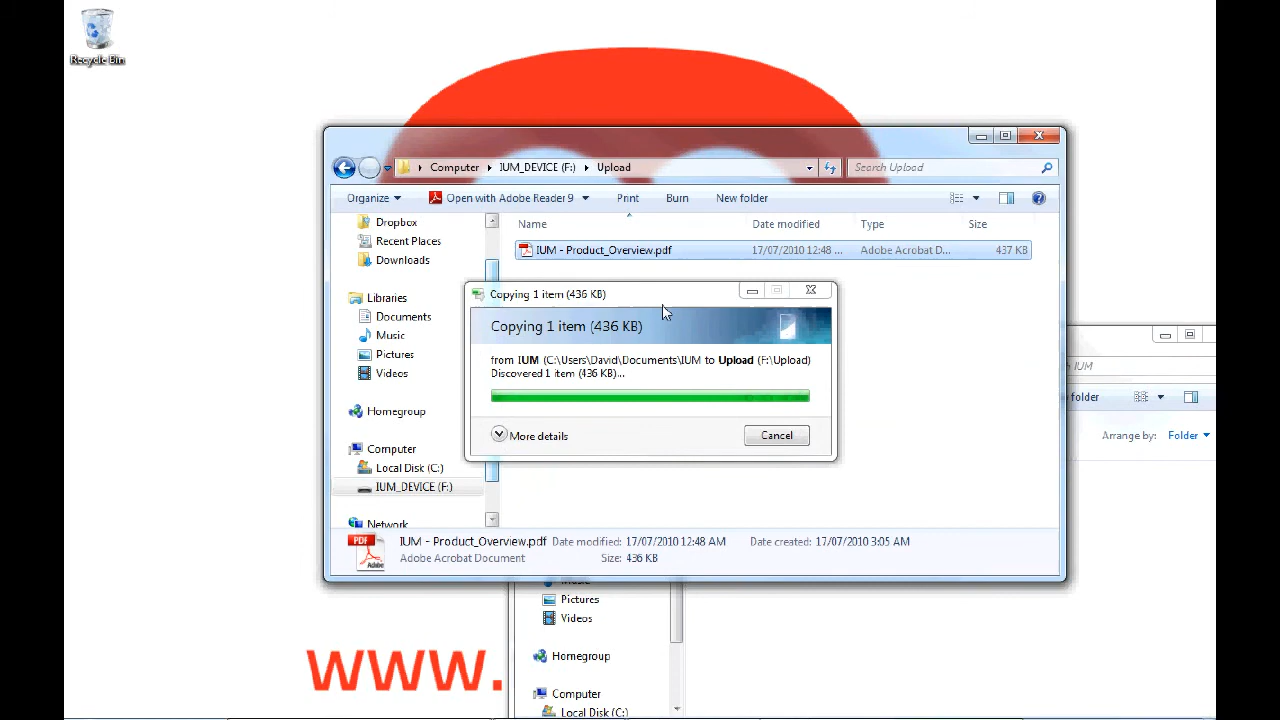 Recycle Bin
Computer
IUM_DEVICE (F:)
Upload
Search Upload
Organize
Open with Adobe Reader 9
Print
Burn
New folder
Dropbox
Recent Places
Downloads
Libraries
Documents
Music
Pictures
Videos
Homegroup
Computer
Local Disk (C:)
IUM_DEVICE (F:)
Network
Name
Date modified
Type
Size
IUM - Product_Overview.pdf
17/07/2010 12:48 ...
Adobe Acrobat D...
437 KB
Copying 1 item (436 KB)
Copying 1 item (436 KB)
from IUM (C:\Users\David\Documents\IUM to Upload (F:\Upload)
Discovered 1 item (436 KB)...
More details
Cancel
PDF
Adobe
IUM - Product_Overview.pdf
Date modified: 17/07/2010 12:48 AM
Date created: 17/07/2010 3:05 AM
Adobe Acrobat Document
Size: 436 KB
IUM
folder
Arrange by:
Folder
Music
Pictures
Videos
Homegroup
Computer
Local Disk (C:)
www.